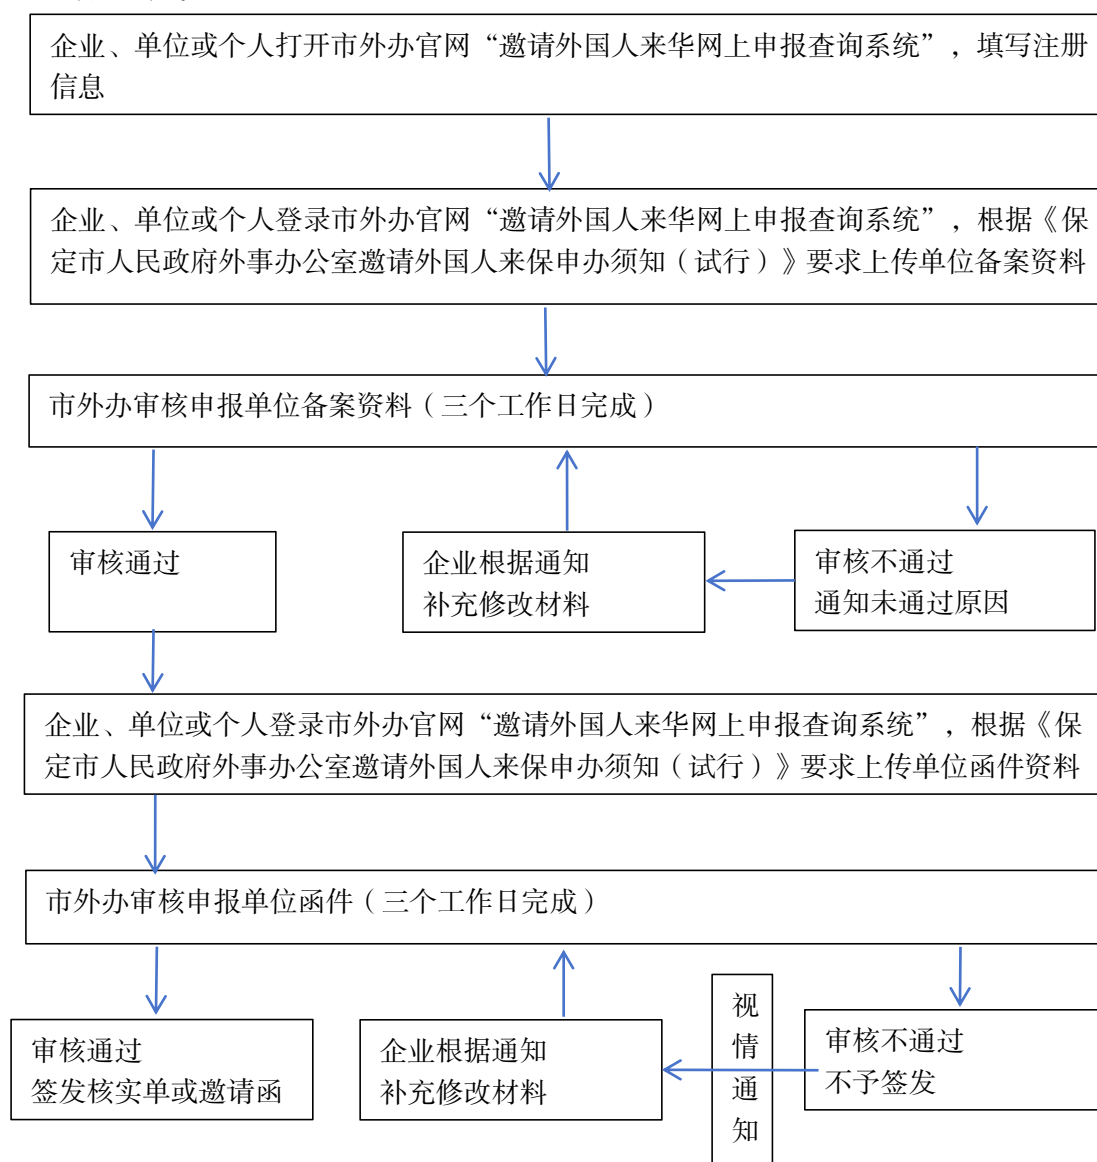 企业、单位或个人打开市外办官网“邀请外国人来华网上申报查询系统”，填写注册
信息
企业、单位或个人登录市外办官网“邀请外国人来华网上申报查询系统”，根据《保
定市人民政府外事办公室邀请外国人来保申办须知（试行）》要求上传单位备案资料
市外办审核申报单位备案资料（三个工作日完成）
审核通过
企业根据通知
补充修改材料
审核不通过
通知未通过原因
企业、单位或个人登录市外办官网“邀请外国人来华网上申报查询系统”，根据《保
定市人民政府外事办公室邀请外国人来保申办须知（试行）》要求上传单位函件资料
市外办审核申报单位函件（三个工作日完成）
审核通过
签发核实单或邀请函
企业根据通知
补充修改材料
视
情
通
知
审核不通过
不予签发